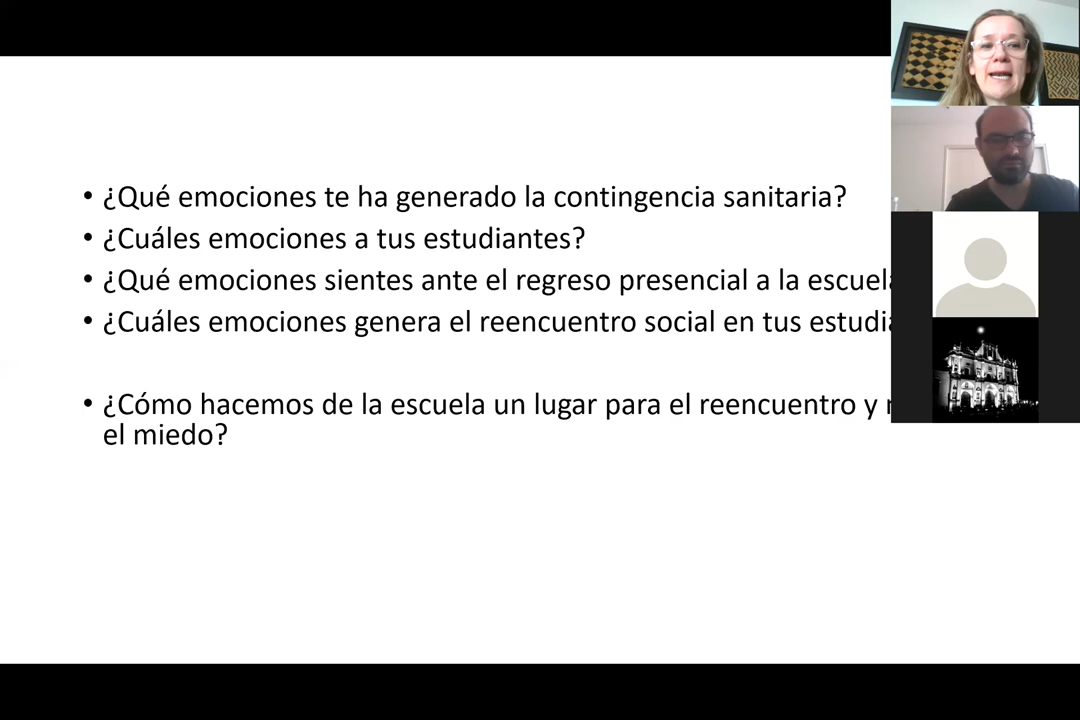 • ¿Qué emociones te ha generado la contingencia sanitaria?
• ¿Cuáles emociones a tus estudiantes?
• ¿Qué emociones sientes ante el regreso presencial a la
• ¿Cuáles emociones genera el reencuentro social en tus
• ¿Cómo hacemos de la escuela un lugar para el reencuentro y
el miedo?